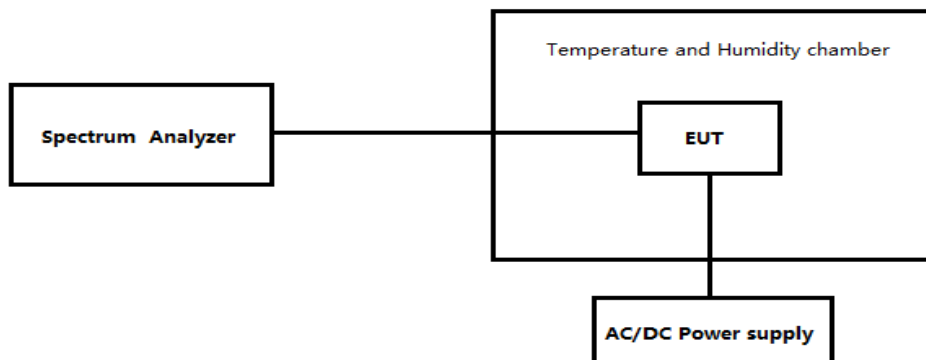 Temperature and Humidity chamber
Spectrum Analyzer
EUT
AC/DC Power supply